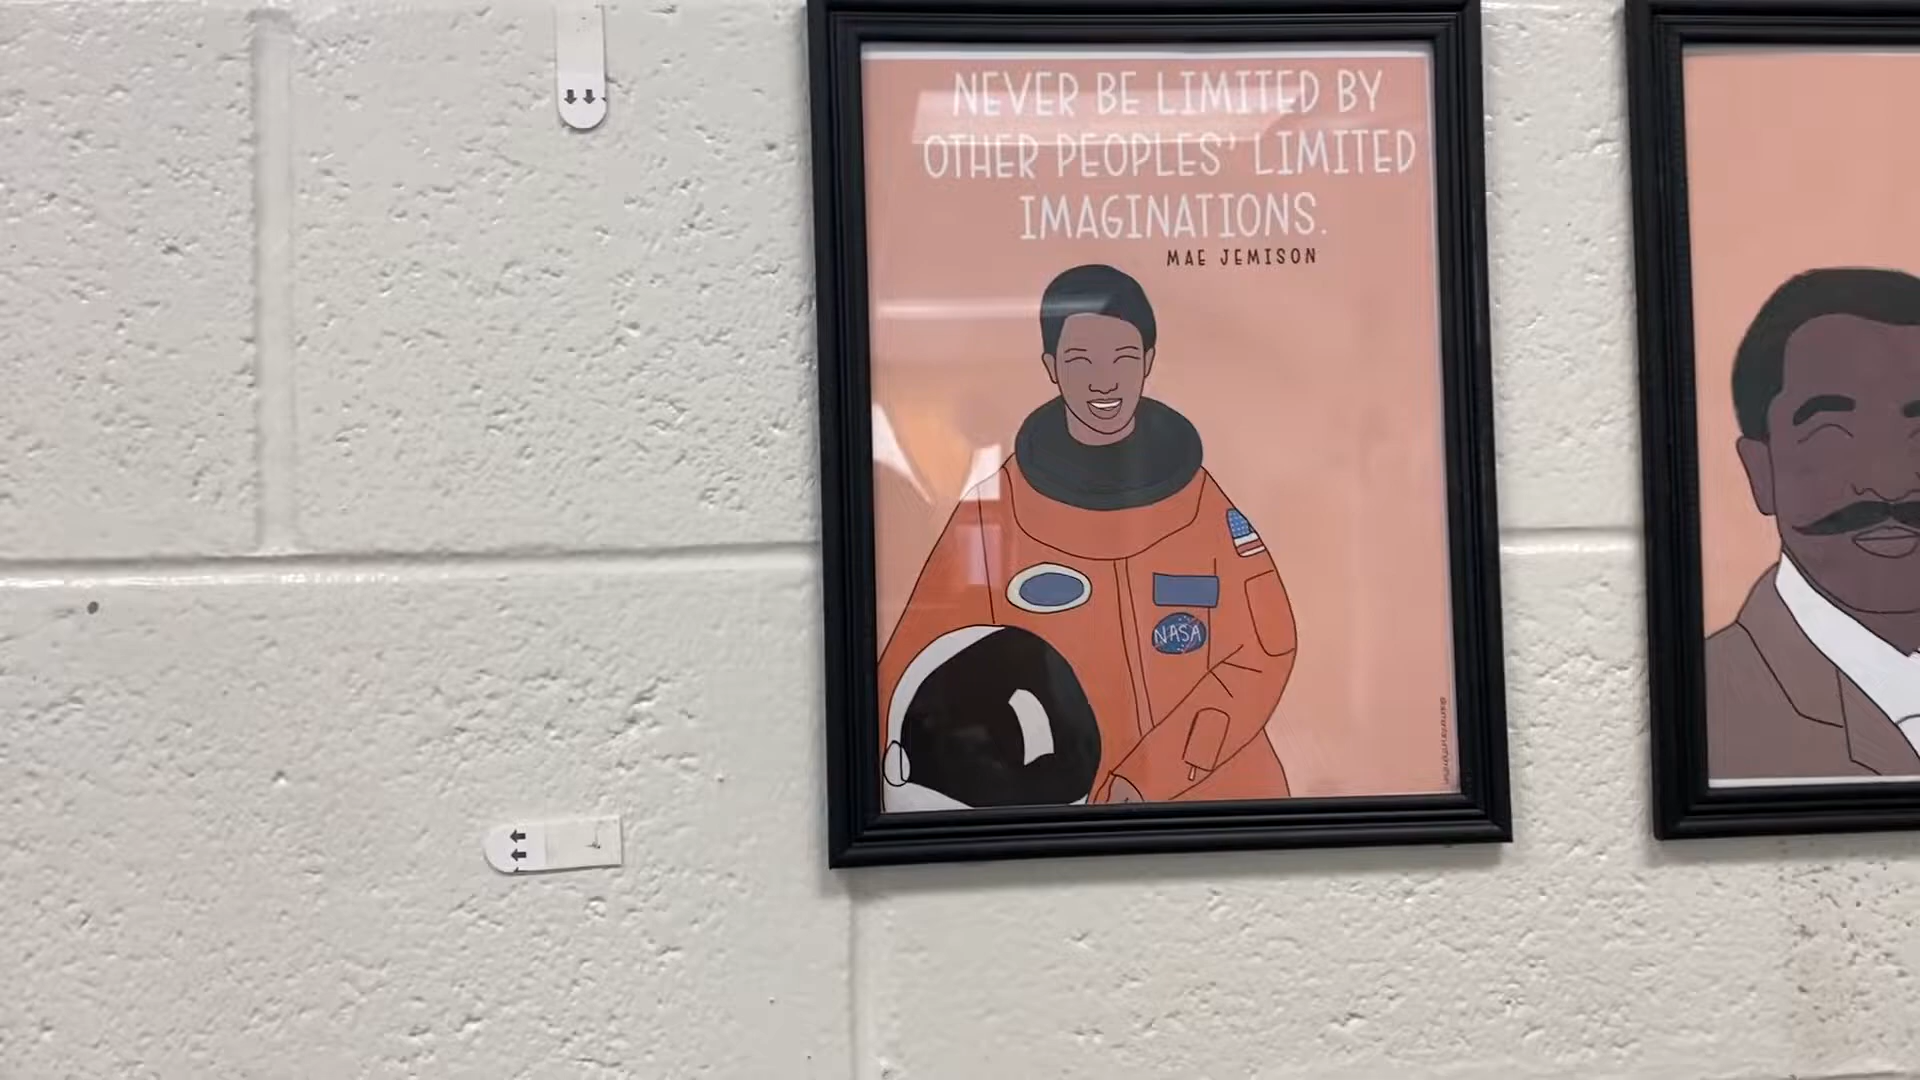 NEVER BE LIMITED BY
OTHER PEOPLES' LIMITED
IMAGINATIONS.
MAE JEMISON
NASA